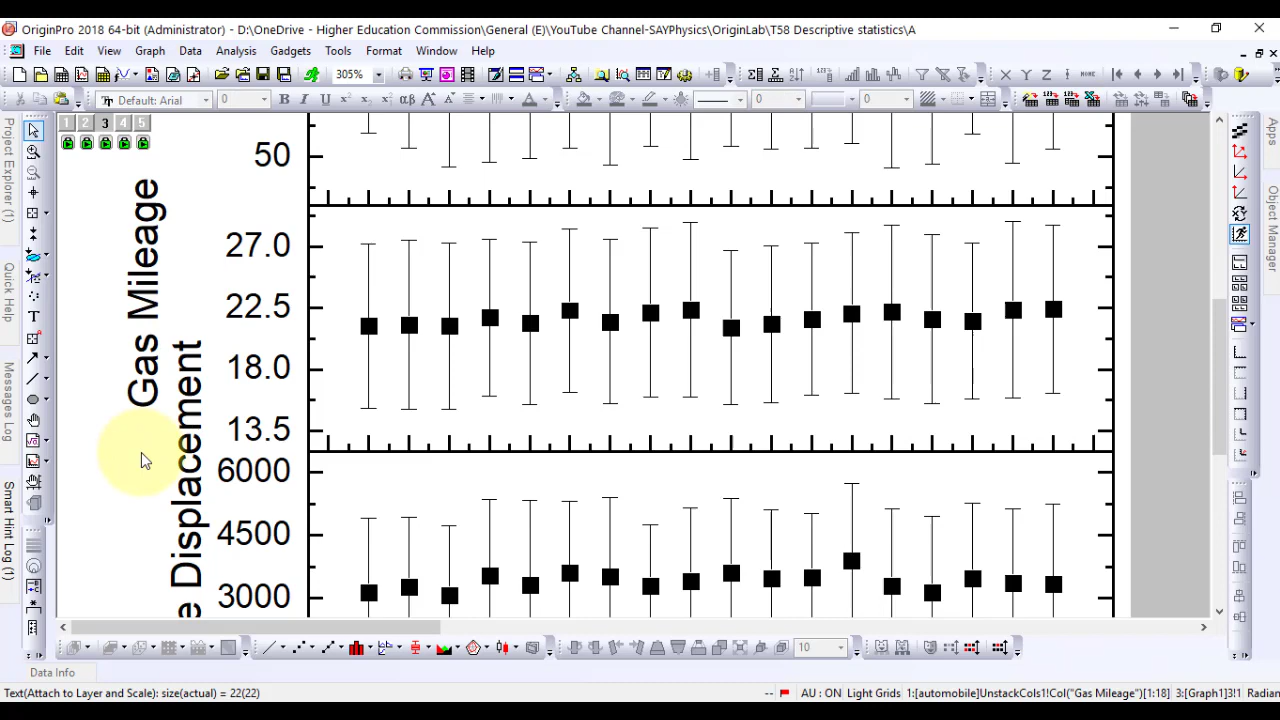 OriginPro 2018 64-bit (Administrator) - D:\OneDrive - Higher Education Commission\General (E)\YouTube Channel-SAYPhysics\OriginLab\T58 Descriptive statistics\A
File Edit View Graph Data Analysis Gadgets Tools Format Window Help
305%
Default: Arial 0 B I U 0 0
1 2 3 4 5
Project Explorer (1)
Quick Help
Messages Log
Smart Hint Log (1)
Apps
Object Manager
Gas Mileage
e Displacement
50
27.0
22.5
18.0
13.5
6000
4500
3000
10
Data Info
Text(Attach to Layer and Scale): size(actual) = 22(22) -- AU : ON Light Grids 1:[automobile]UnstackCols1!Col("Gas Mileage")[1:18] 3:[Graph1]3!1 Radian